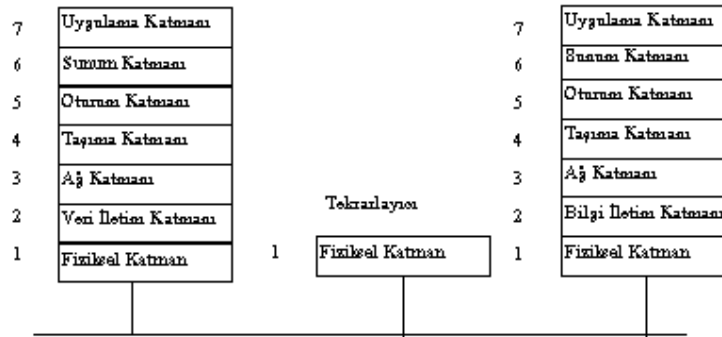 7 Uygulama Katmanı
6 Sunum Katmanı
5 Oturum Katmanı
4 Taşıma Katmanı
3 Ağ Katmanı
2 Veri İletim Katmanı
1 Fiziksel Katman
Tekrarlayıcı
1 Fiziksel Katman
7 Uygulama Katmanı
6 Sunum Katmanı
5 Oturum Katmanı
4 Taşıma Katmanı
3 Ağ Katmanı
2 Bilgi İletim Katmanı
1 Fiziksel Katman